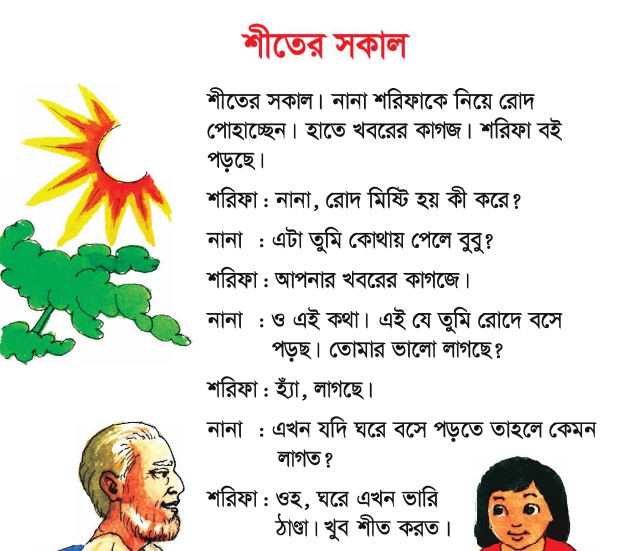 শীতের সকাল
শীতের সকাল। নানা শরিফাকে নিয়ে রোদ
পোহাচ্ছেন। হাতে খবরের কাগজ। শরিফা বই
পড়ছে।
শরিফা : নানা, রোদ মিষ্টি হয় কী করে?
নানা : এটা তুমি কোথায় পেলে বুবু?
শরিফা : আপনার খবরের কাগজে।
নানা : ও এই কথা। এই যে তুমি রোদে বসে
পড়ছ। তোমার ভালো লাগছে?
শরিফা : হ্যাঁ, লাগছে।
নানা : এখন যদি ঘরে বসে পড়তে তাহলে কেমন
লাগত?
শরিফা : ওহ, ঘরে এখন ভারি
ঠাণ্ডা। খুব শীত করত।